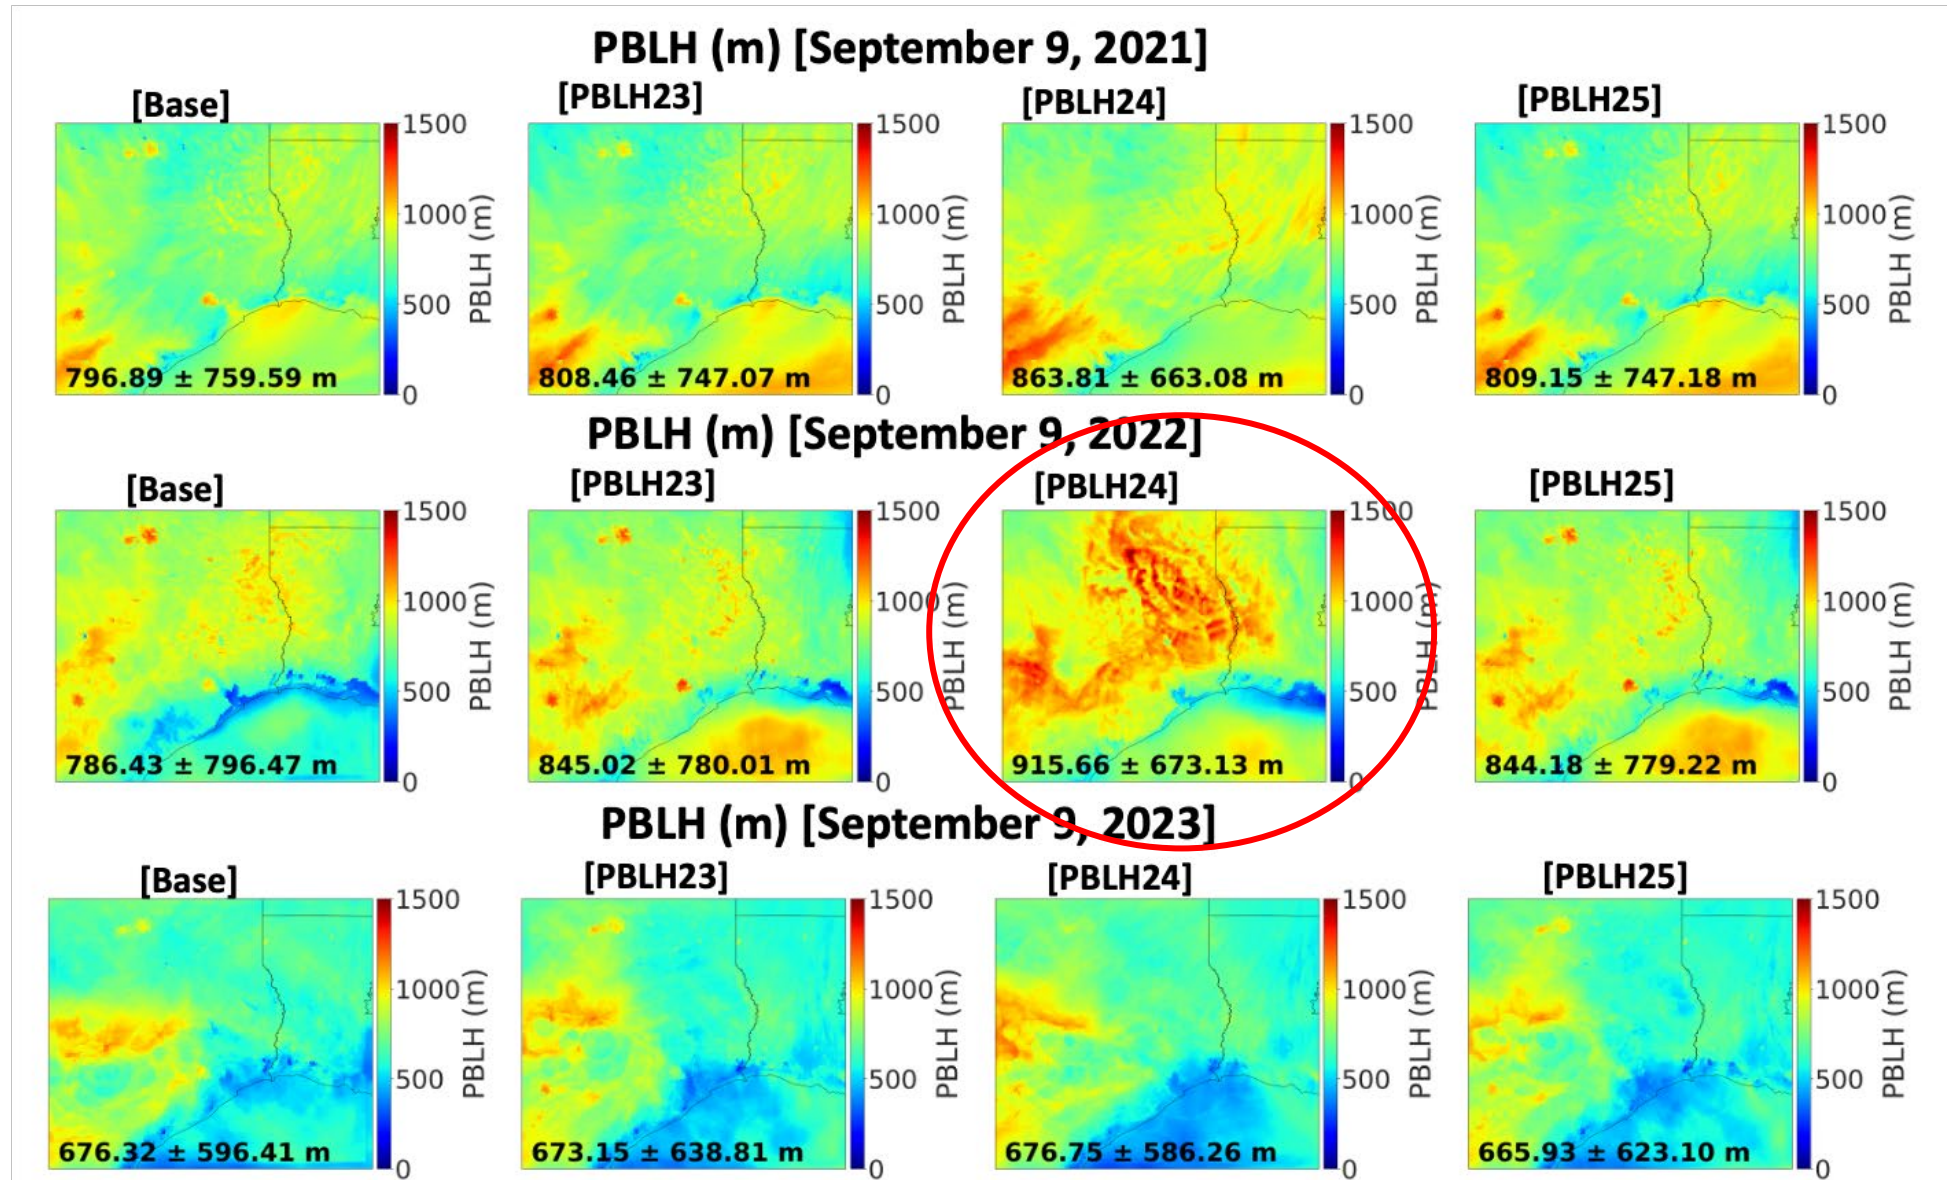 PBLH (m) [September 9, 2021]
[Base] [PBLH23] [PBLH24] [PBLH25]
1500 1500 1500 1500
1000 1000 1000 1000
500 500 500 500
0 0 0 0
PBLH (m) PBLH (m) PBLH (m) PBLH (m)
796.89 ± 759.59 m 808.46 ± 747.07 m 863.81 ± 663.08 m 809.15 ± 747.18 m
PBLH (m) [September 9, 2022]
[Base] [PBLH23] [PBLH24] [PBLH25]
1500 1500 1500 1500
1000 1000 1000 1000
500 500 500 500
0 0 0 0
PBLH (m) PBLH (m) PBLH (m) PBLH (m)
786.43 ± 796.47 m 845.02 ± 780.01 m 915.66 ± 673.13 m 844.18 ± 779.22 m
PBLH (m) [September 9, 2023]
[Base] [PBLH23] [PBLH24] [PBLH25]
1500 1500 1500 1500
1000 1000 1000 1000
500 500 500 500
0 0 0 0
PBLH (m) PBLH (m) PBLH (m) PBLH (m)
676.32 ± 596.41 m 673.15 ± 638.81 m 676.75 ± 586.26 m 665.93 ± 623.10 m